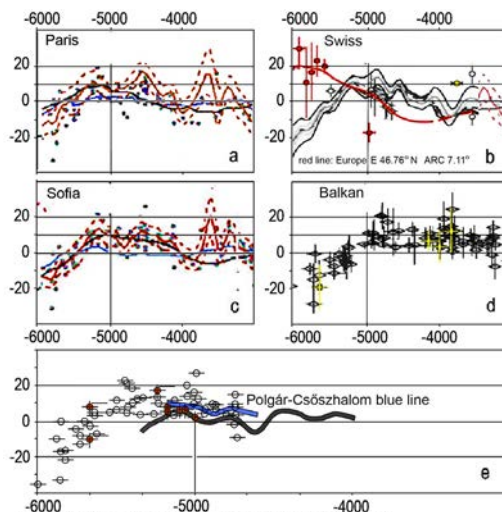 -6000 -5000 -4000 -6000 -5000 -4000
Paris
20
0
-20
a
Swiss
20
0
-20
red line: Europe E 46.76° N ARC 7.11°
b
Sofia
20
0
-20
c
-6000 -5000 -4000
Balkan
20
0
-20
d
-6000 -5000 -4000
20
0
-20
Polgár-Csőszhalom blue line
e
-6000 -5000 -4000